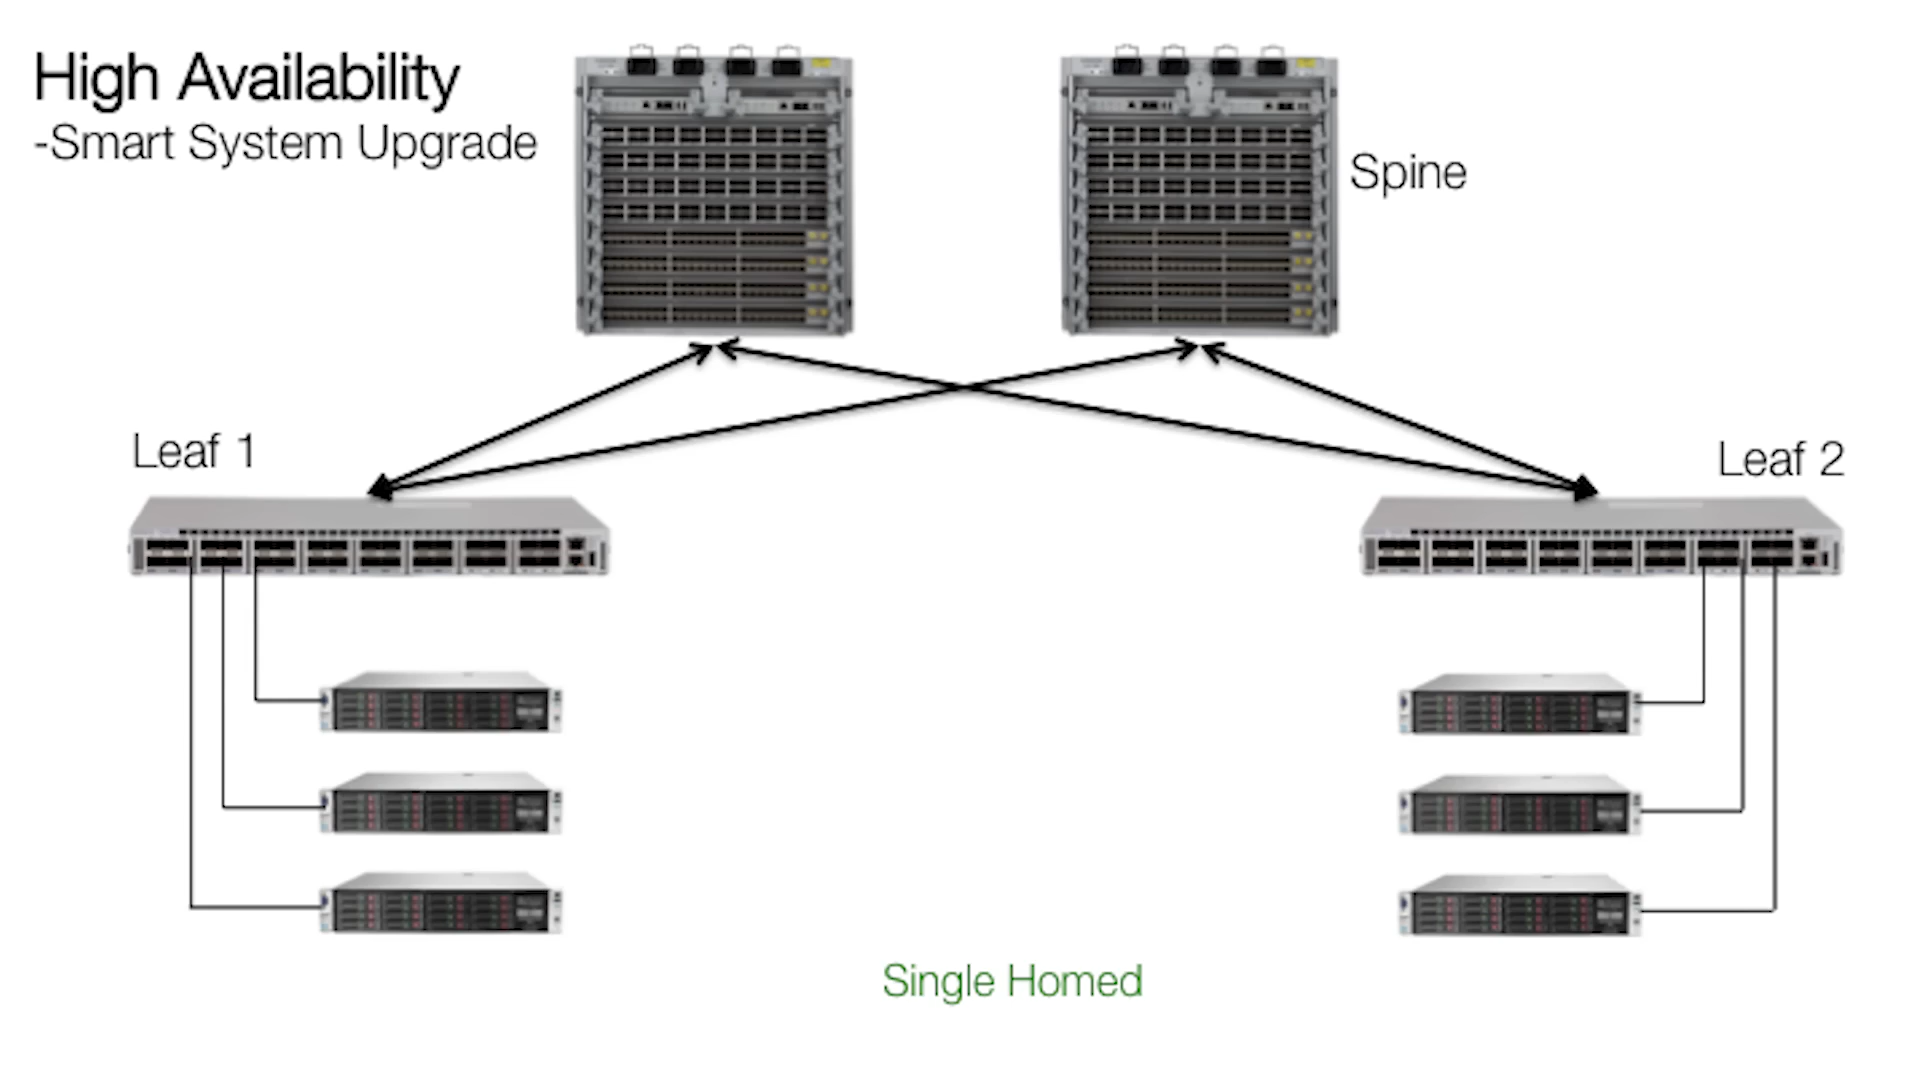 High Availability
-Smart System Upgrade
Spine
Leaf 1
Leaf 2
Single Homed